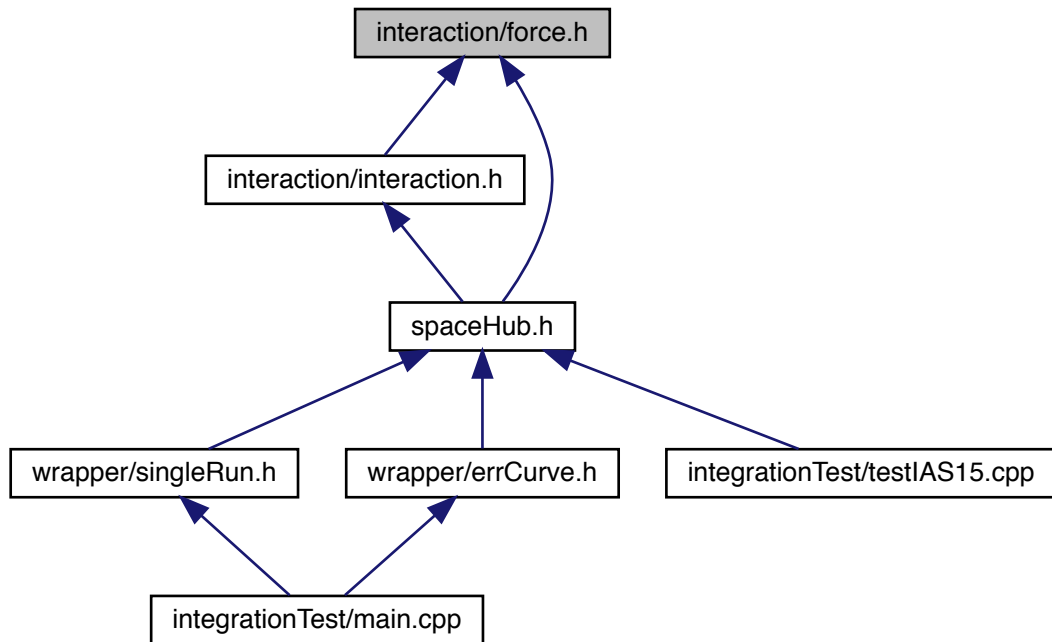 interaction/force.h
interaction/interaction.h
spaceHub.h
wrapper/singleRun.h
wrapper/errCurve.h
integrationTest/testIAS15.cpp
integrationTest/main.cpp